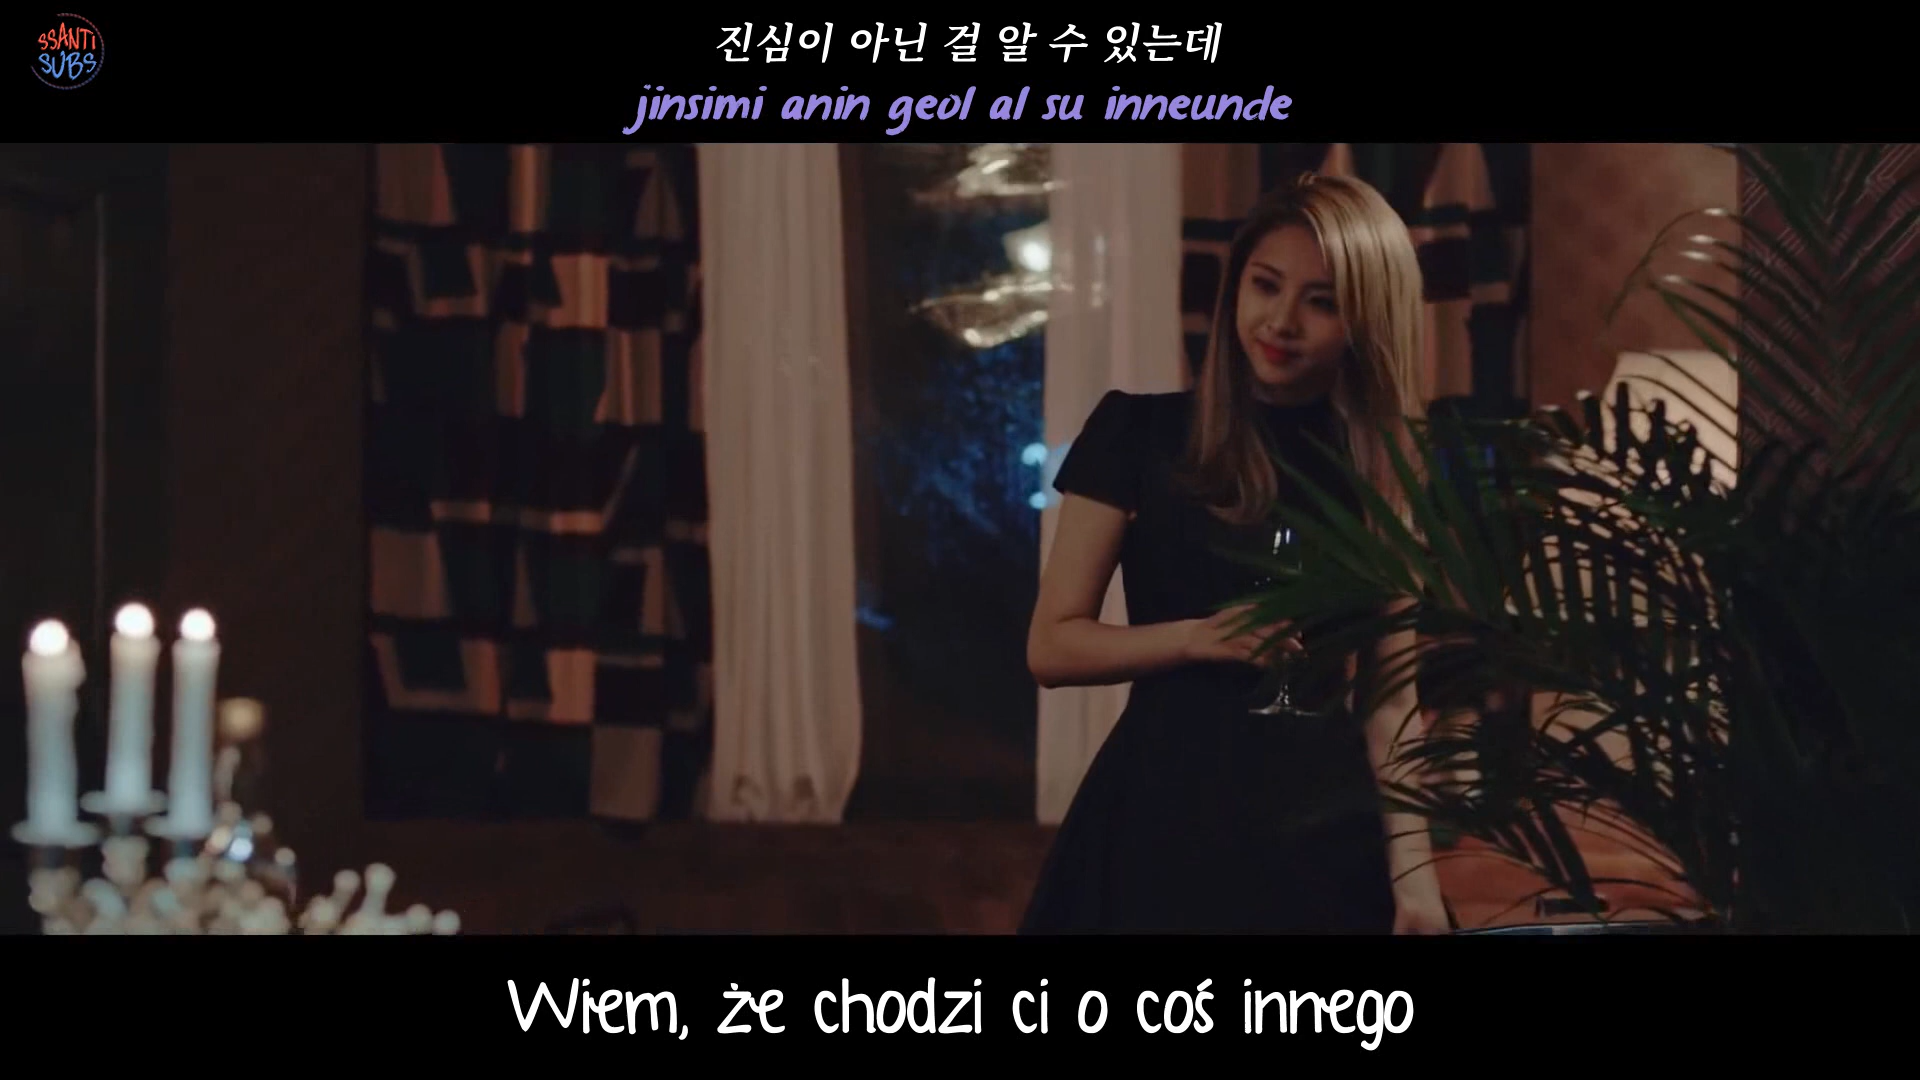 SSANTI
SUBS
진심이 아닌 걸 알 수 있는데
jinsimi anin geol al su inneunde
Wiem, że chodzi ci o coś innego